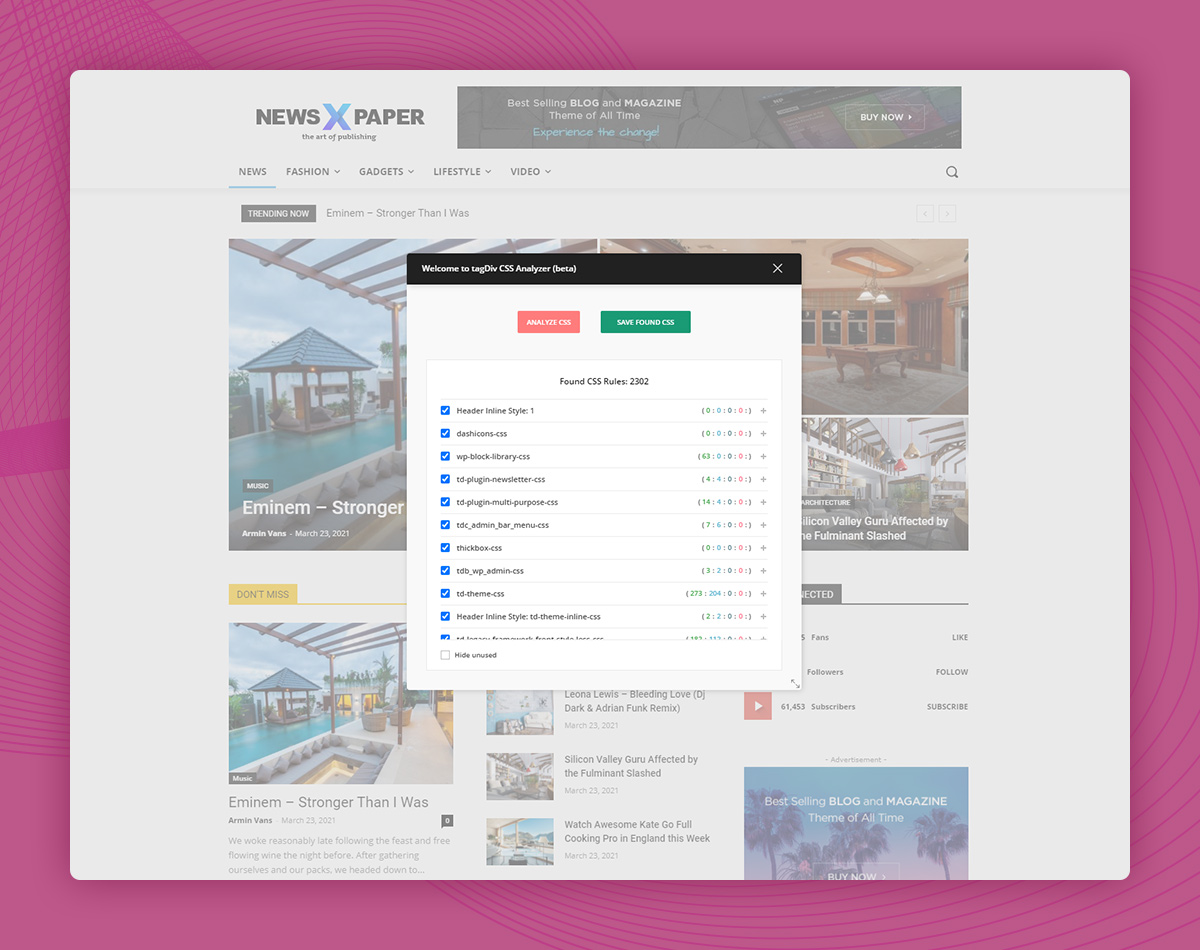 NEWS X PAPER
the art of publishing
Best Selling BLOG and MAGAZINE
Theme of All Time
Experience the change!
BUY NOW
NEWS
FASHION
GADGETS
LIFESTYLE
VIDEO
TRENDING NOW
Eminem – Stronger Than I Was
MUSIC
Eminem – Stronger
Armin Vans - March 23, 2021
ARCHITECTURE
Silicon Valley Guru Affected by
the Fulminant Slashed
Welcome to tagDiv CSS Analyzer (beta)
ANALYZE CSS
SAVE FOUND CSS
Found CSS Rules: 2302
Header Inline Style: 1 ( 0 : 0 : 0 : 0 : ) +
dashicons-css ( 0 : 0 : 0 : 0 : ) +
wp-block-library-css ( 63 : 0 : 0 : 0 : ) +
td-plugin-newsletter-css ( 4 : 4 : 0 : 0 : ) +
td-plugin-multi-purpose-css ( 14 : 4 : 0 : 0 : ) +
tdc_admin_bar_menu-css ( 7 : 6 : 0 : 0 : ) +
thickbox-css ( 0 : 0 : 0 : 0 : ) +
tdb_wp_admin-css ( 3 : 2 : 0 : 0 : ) +
td-theme-css ( 273 : 204 : 0 : 0 : ) +
Header Inline Style: td-theme-inline-css ( 2 : 2 : 0 : 0 : ) +
td-legacy-framework-front-style-less-css ( 182 : 112 : 0 : 0 : ) +
Hide unused
DON'T MISS
Music
Eminem – Stronger Than I Was
Armin Vans - March 23, 2021
0
We woke reasonably late following the feast and free
flowing wine the night before. After gathering
ourselves and our packs, we headed down to...
Leona Lewis – Bleeding Love (Dj
Dark & Adrian Funk Remix)
March 23, 2021
Silicon Valley Guru Affected by
the Fulminant Slashed
March 23, 2021
Watch Awesome Kate Go Full
Cooking Pro in England this Week
March 23, 2021
NECTED
5 Fans LIKE
Followers FOLLOW
61,453 Subscribers SUBSCRIBE
- Advertisement -
Best Selling BLOG and MAGAZINE
Theme of All Time
BUY NOW